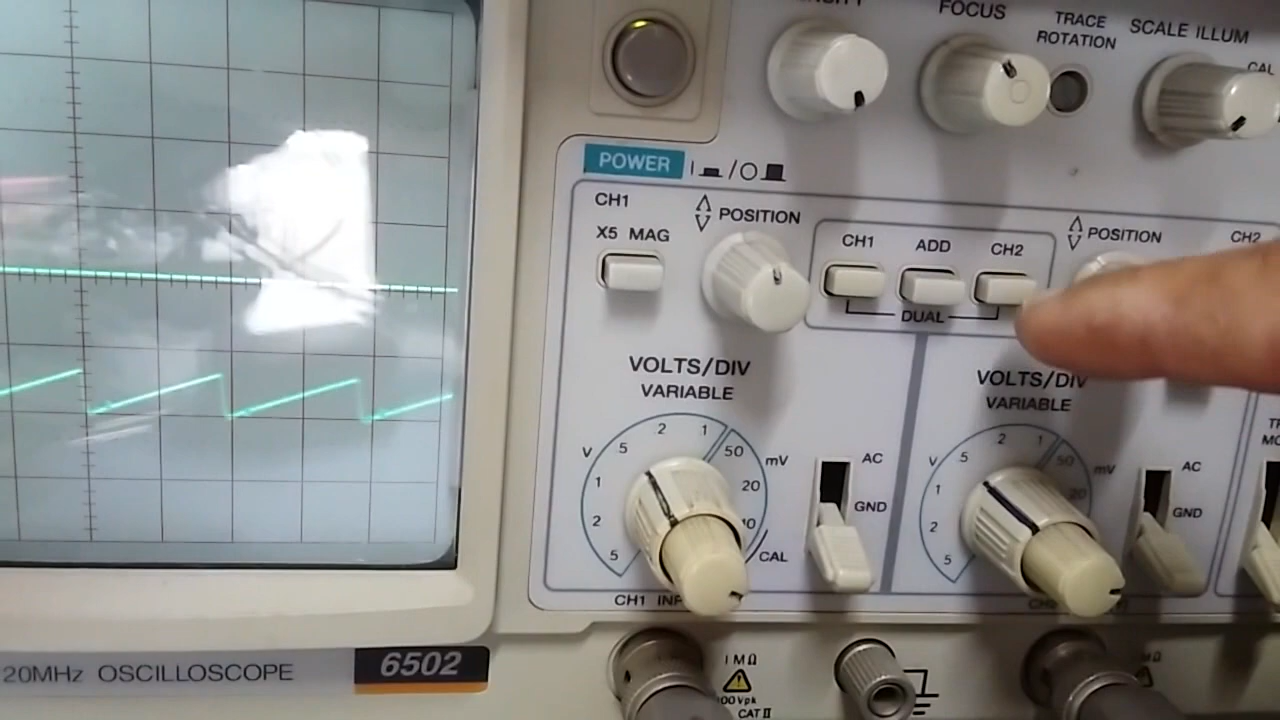 FOCUS
TRACE
ROTATION
SCALE ILLUM
CAL
POWER
CH1
X5 MAG
POSITION
CH1
ADD
CH2
DUAL
POSITION
CH2
VOLTS/DIV
VARIABLE
V
5
2
1
50
mV
20
10
CAL
1
2
5
AC
GND
VOLTS/DIV
VARIABLE
V
5
2
1
50
mV
20
1
2
5
AC
GND
CH1
20MHz OSCILLOSCOPE
6502
1 MΩ
CAT II